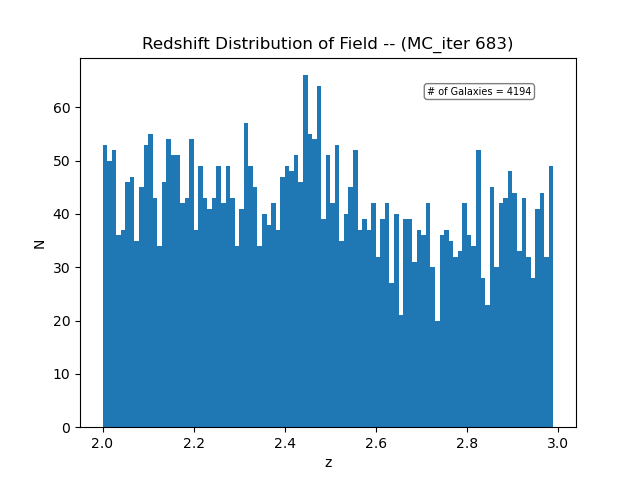 Redshift Distribution of Field -- (MC_iter 683)
# of Galaxies = 4194
60
50
40
30
20
10
0
N
2.0 2.2 2.4 2.6 2.8 3.0
z